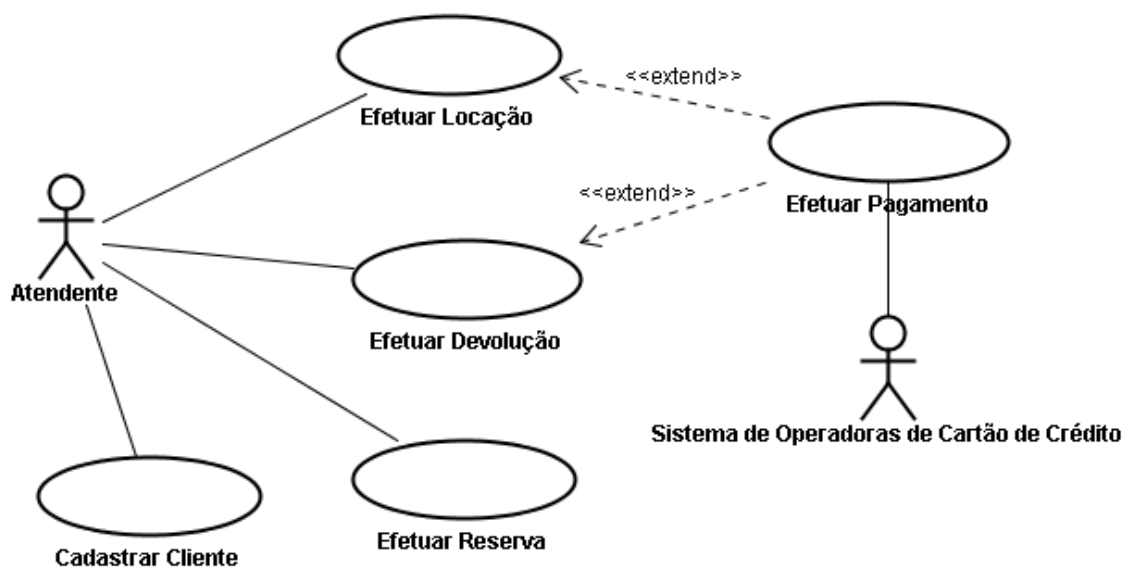 <<extend>>
Efetuar Locação
<<extend>>
Efetuar Pagamento
Atendente
Efetuar Devolução
Sistema de Operadoras de Cartão de Crédito
Efetuar Reserva
Cadastrar Cliente